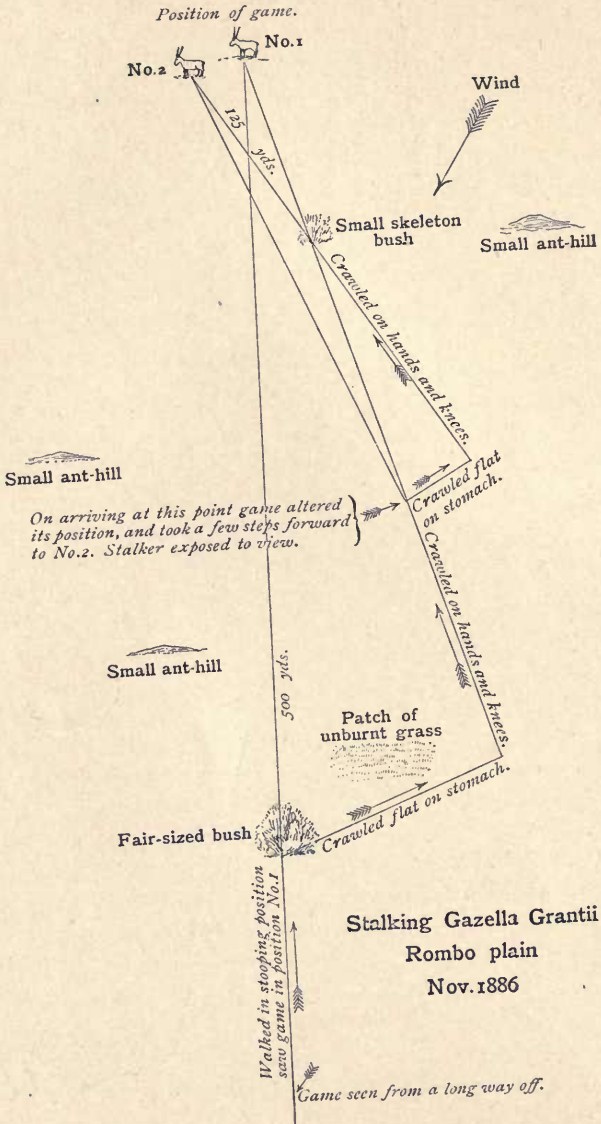 Position of game.
No.1
No.2
Wind
125 yds.
Small skeleton
bush
Small ant-hill
Crawled on hands and knees.
Small ant-hill
Crawled flat
on stomach.
On arriving at this point game altered
its position, and took a few steps forward
to No.2. Stalker exposed to view.
Crawled on hands and knees.
Small ant-hill
500 yds.
Patch of
unburnt grass
Fair-sized bush
Crawled flat on stomach.
Walked in stooping position
saw game in position No.1
Stalking Gazella Grantii
Rombo plain
Nov. 1886
Game seen from a long way off.